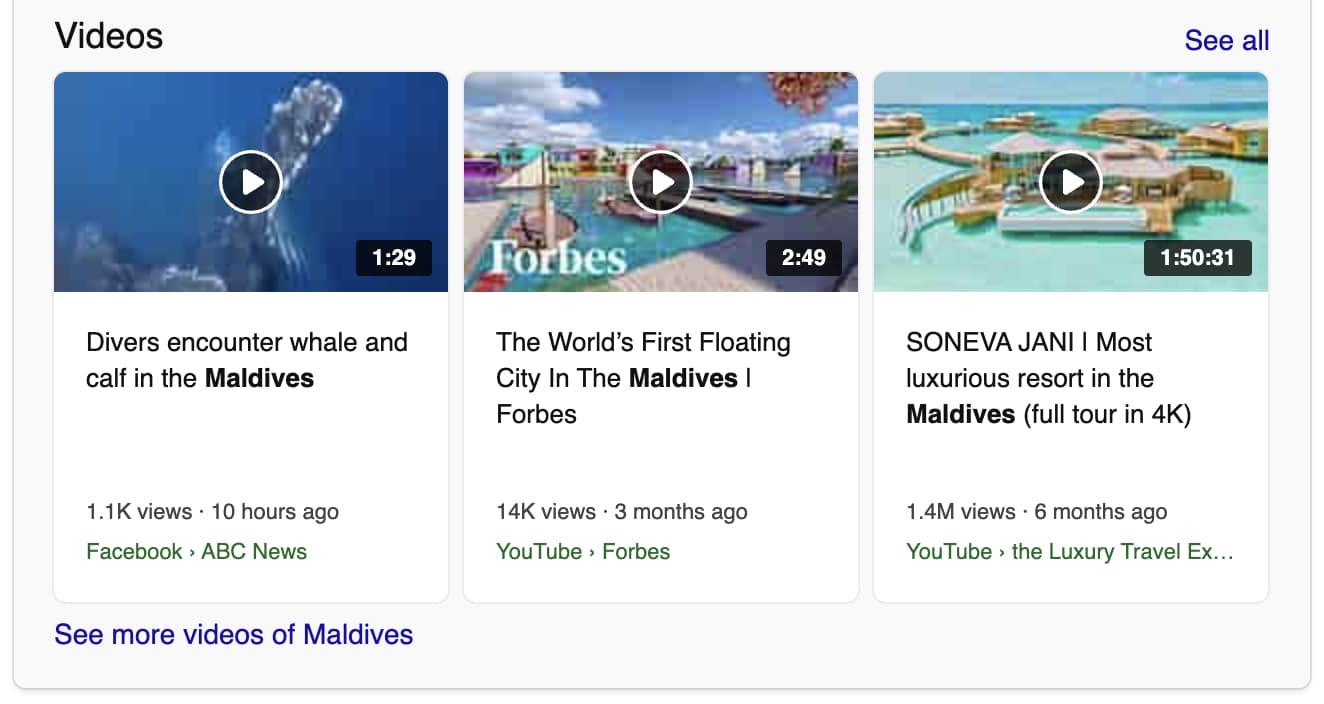 Videos
See all
1:29
Forbes
2:49
1:50:31
Divers encounter whale and
calf in the Maldives
The World’s First Floating
City In The Maldives |
Forbes
SONEVA JANI | Most
luxurious resort in the
Maldives (full tour in 4K)
1.1K views · 10 hours ago
Facebook › ABC News
14K views · 3 months ago
YouTube › Forbes
1.4M views · 6 months ago
YouTube › the Luxury Travel Ex...
See more videos of Maldives